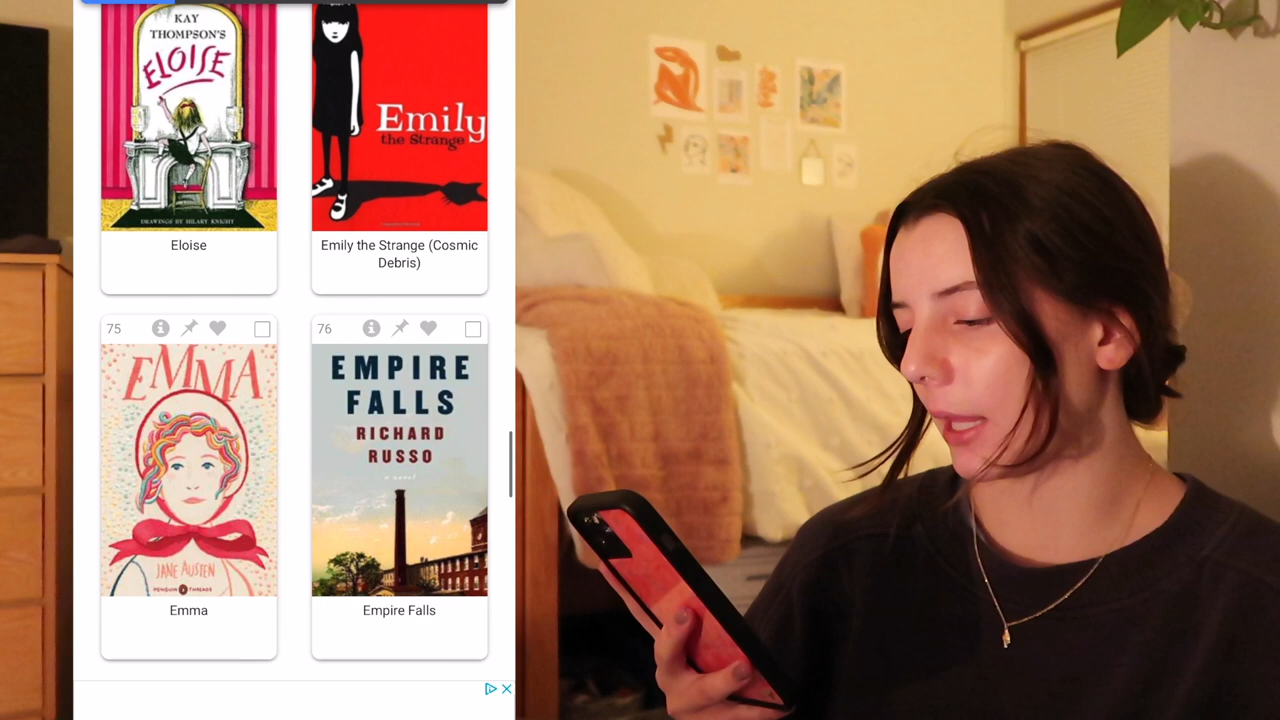 KAY
THOMPSON'S
ELOISE
DRAWINGS BY HILARY KNIGHT
Eloise
Emily
the Strange
Emily the Strange (Cosmic
Debris)
75
76
EMMA
JANE AUSTEN
PENGUIN THREADS
Emma
EMPIRE
FALLS
RICHARD
RUSSO
a novel
Empire Falls